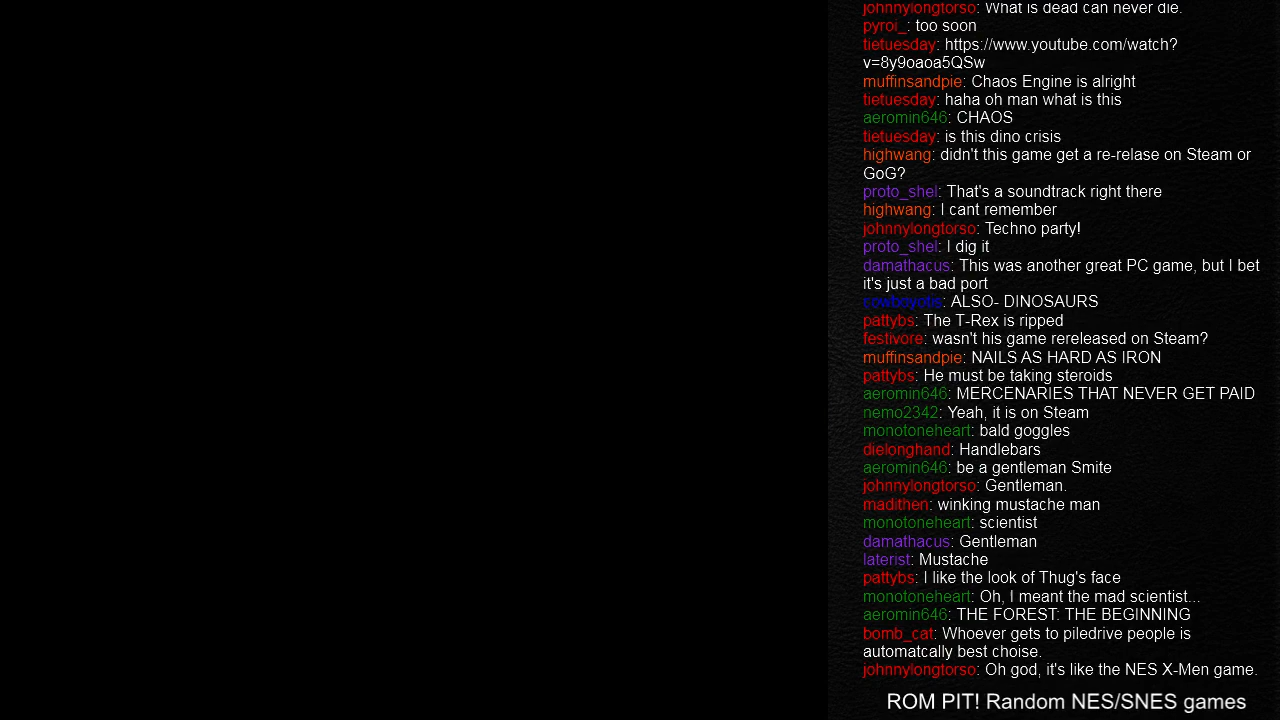 johnnylongtorso: What is dead can never die.
pyroi_: too soon
tietuesday: https://www.youtube.com/watch?
v=8y9oaoa5QSw
muffinsandpie: Chaos Engine is alright
tietuesday: haha oh man what is this
aeromin646: CHAOS
tietuesday: is this dino crisis
highwang: didn't this game get a re-relase on Steam or
GoG?
proto_shel: That's a soundtrack right there
highwang: I cant remember
johnnylongtorso: Techno party!
proto_shel: I dig it
damathacus: This was another great PC game, but I bet
it's just a bad port
cowboyotis: ALSO- DINOSAURS
pattybs: The T-Rex is ripped
festivore: wasn't his game rereleased on Steam?
muffinsandpie: NAILS AS HARD AS IRON
pattybs: He must be taking steroids
aeromin646: MERCENARIES THAT NEVER GET PAID
nemo2342: Yeah, it is on Steam
monotoneheart: bald goggles
dielonghand: Handlebars
aeromin646: be a gentleman Smite
johnnylongtorso: Gentleman.
madithen: winking mustache man
monotoneheart: scientist
damathacus: Gentleman
laterist: Mustache
pattybs: I like the look of Thug's face
monotoneheart: Oh, I meant the mad scientist...
aeromin646: THE FOREST: THE BEGINNING
bomb_cat: Whoever gets to piledrive people is
automatcally best choise.
johnnylongtorso: Oh god, it's like the NES X-Men game.
ROM PIT! Random NES/SNES games